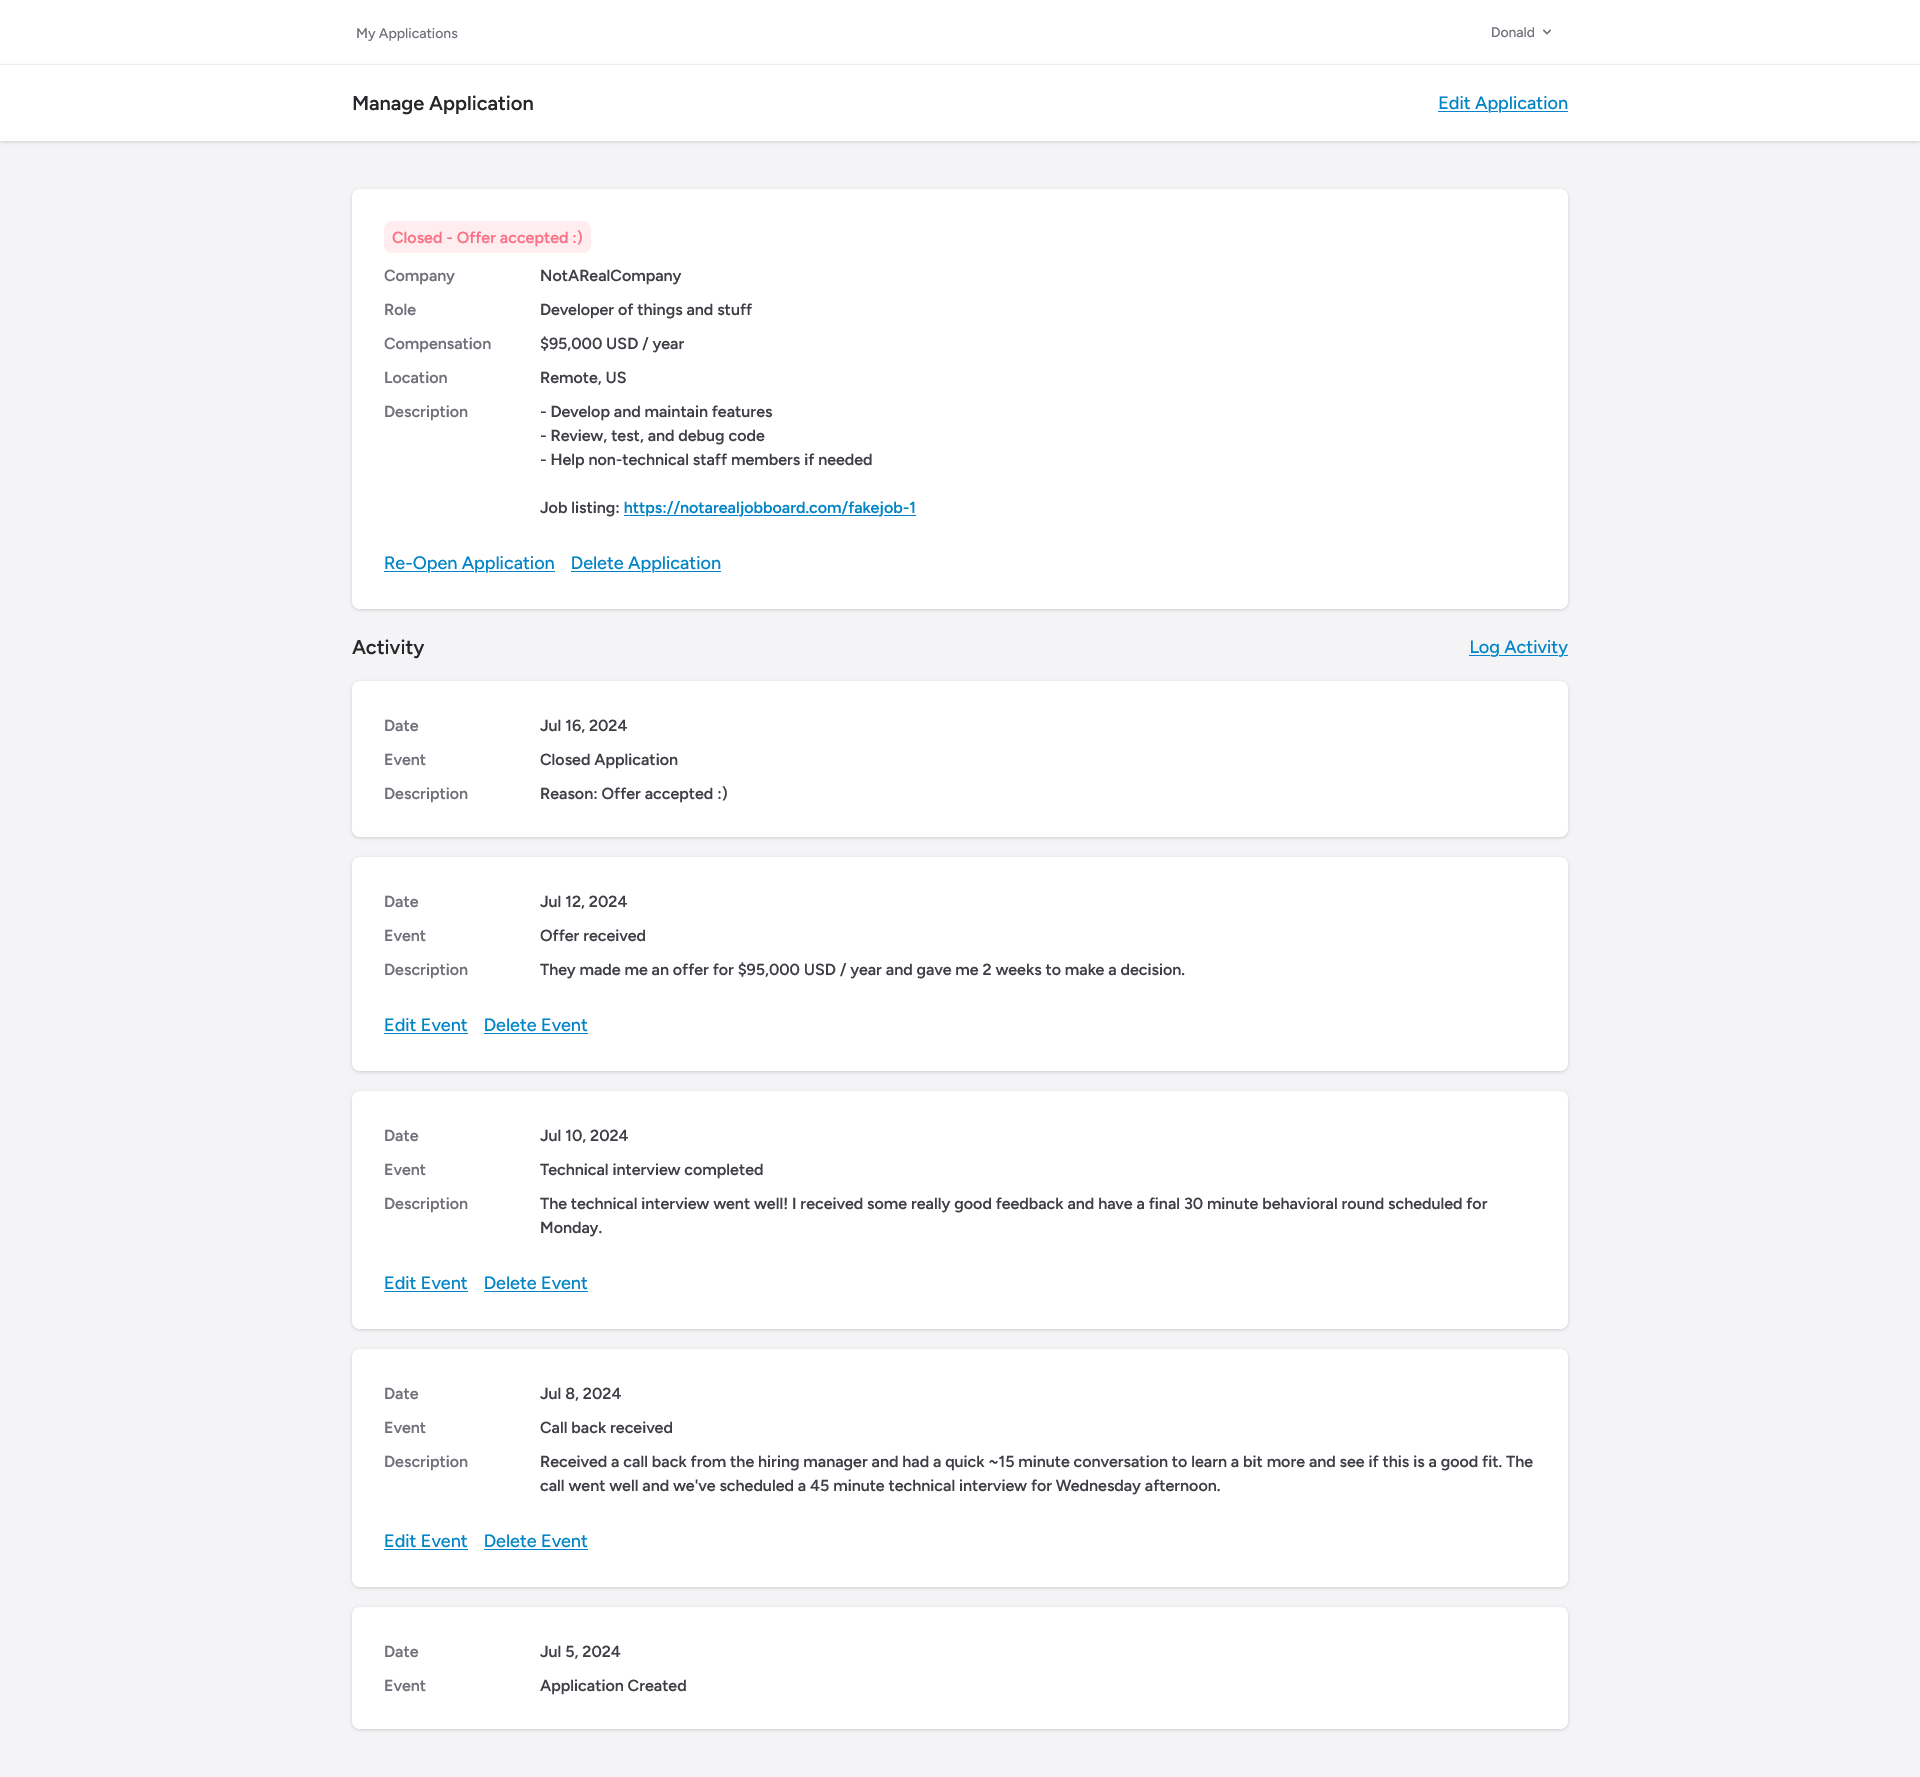 My Applications
Donald
Manage Application
Edit Application
Closed - Offer accepted :)
Company NotARealCompany
Role Developer of things and stuff
Compensation $95,000 USD / year
Location Remote, US
Description - Develop and maintain features
- Review, test, and debug code
- Help non-technical staff members if needed
Job listing: https://notarealjobboard.com/fakejob-1
Re-Open Application Delete Application
Activity
Log Activity
Date Jul 16, 2024
Event Closed Application
Description Reason: Offer accepted :)
Date Jul 12, 2024
Event Offer received
Description They made me an offer for $95,000 USD / year and gave me 2 weeks to make a decision.
Edit Event Delete Event
Date Jul 10, 2024
Event Technical interview completed
Description The technical interview went well! I received some really good feedback and have a final 30 minute behavioral round scheduled for
Monday.
Edit Event Delete Event
Date Jul 8, 2024
Event Call back received
Description Received a call back from the hiring manager and had a quick ~15 minute conversation to learn a bit more and see if this is a good fit. The
call went well and we've scheduled a 45 minute technical interview for Wednesday afternoon.
Edit Event Delete Event
Date Jul 5, 2024
Event Application Created